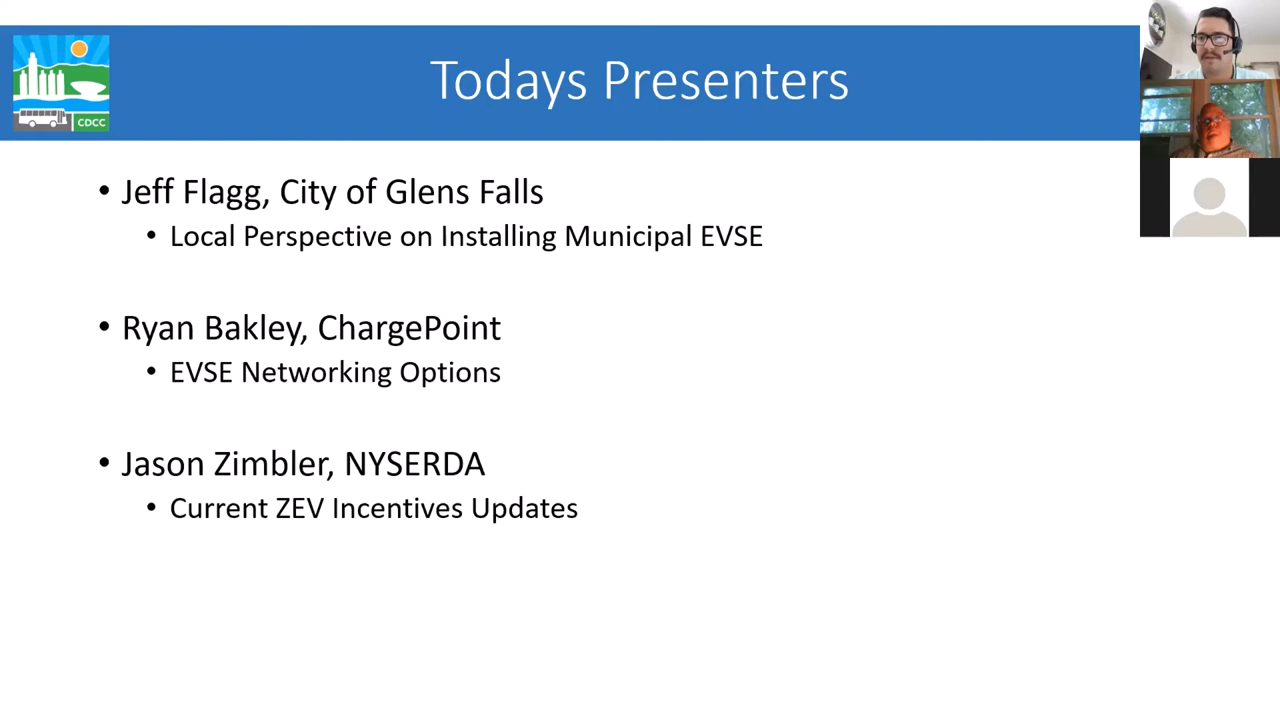 Todays Presenters
CDCC
• Jeff Flagg, City of Glens Falls
• Local Perspective on Installing Municipal EVSE
• Ryan Bakley, ChargePoint
• EVSE Networking Options
• Jason Zimbler, NYSERDA
• Current ZEV Incentives Updates